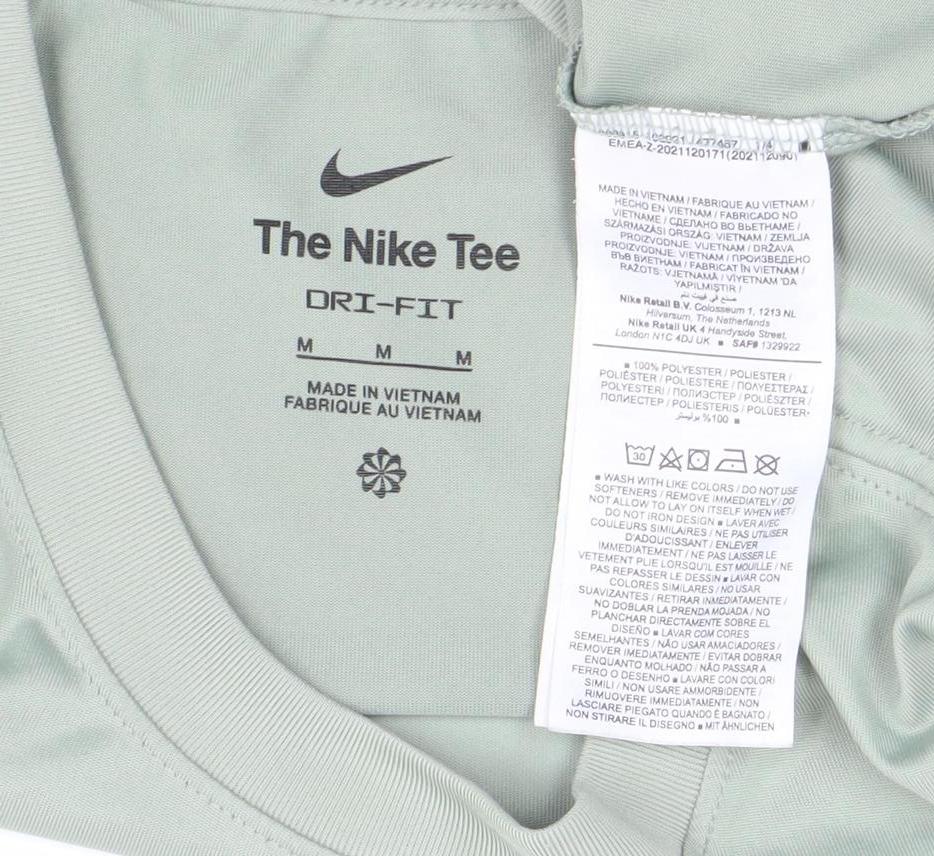 The Nike Tee
DRI-FIT
M M M
MADE IN VIETNAM
FABRIQUE AU VIETNAM
EMEA-Z-2021120171(202112090)
MADE IN VIETNAM / FABRIQUE AU VIETNAM /
HECHO EN VIETNAM / FABRICADO NO
VIETNAME / СДЕЛАНО ВО ВЬЕТНАМЕ /
SZÁRMAZÁSI ORSZÁG: VIETNAM / ZEMLJA
PROIZVODNJE: VIJETNAM / DRŽAVA
PROIZVODNJE: VIETNAM / ПРОИЗВЕДЕНО
ВЪВ ВИЕТНАМ / FABRICAT ÎN VIETNAM /
RAŽOTS: VJETNAMĀ / VİYETNAM 'DA
YAPILMIŞTIR /
صنع في فييت نام
Nike Retail B.V. Colosseum 1, 1213 NL
Hilversum, The Netherlands
Nike Retail UK 4 Handyside Street,
London N1C 4DJ UK ■ SAF# 1329922
■ 100% POLYESTER / POLIESTER /
POLIÉSTER / POLIESTERE / ΠΟΛΥΕΣΤΕΡΑΣ /
POLYESTERI / ПОЛИЭСТЕР / POLIÉSZTER /
ПОЛИЕСТЕР / POLIESTERIS / POLÜESTER-
100% بوليستر ■
30
■ WASH WITH LIKE COLORS / DO NOT USE
SOFTENERS / REMOVE IMMEDIATELY / DO
NOT ALLOW TO LAY ON ITSELF WHEN WET /
DO NOT IRON DESIGN ■ LAVER AVEC
COULEURS SIMILAIRES / NE PAS UTILISER
D'ADOUCISSANT / ENLEVER
IMMEDIATEMENT / NE PAS LAISSER LE
VETEMENT PLIE LORSQU'IL EST MOUILLE / NE
PAS REPASSER LE DESSIN ■ LAVAR CON
COLORES SIMILARES / NO USAR
SUAVIZANTES / RETIRAR INMEDIATAMENTE /
NO DOBLAR LA PRENDA MOJADA / NO
PLANCHAR DIRECTAMENTE SOBRE EL
DISEÑO ■ LAVAR COM CORES
SEMELHANTES / NÃO USAR AMACIADORES /
REMOVER IMEDIATAMENTE / EVITAR DOBRAR
ENQUANTO MOLHADO / NÃO PASSAR A
FERRO O DESENHO ■ LAVARE CON COLORI
SIMILI / NON USARE AMMORBIDENTE /
RIMUOVERE IMMEDIATAMENTE / NON
LASCIARE PIEGATO QUANDO È BAGNATO /
NON STIRARE IL DISEGNO ■ MIT ÄHNLICHEN